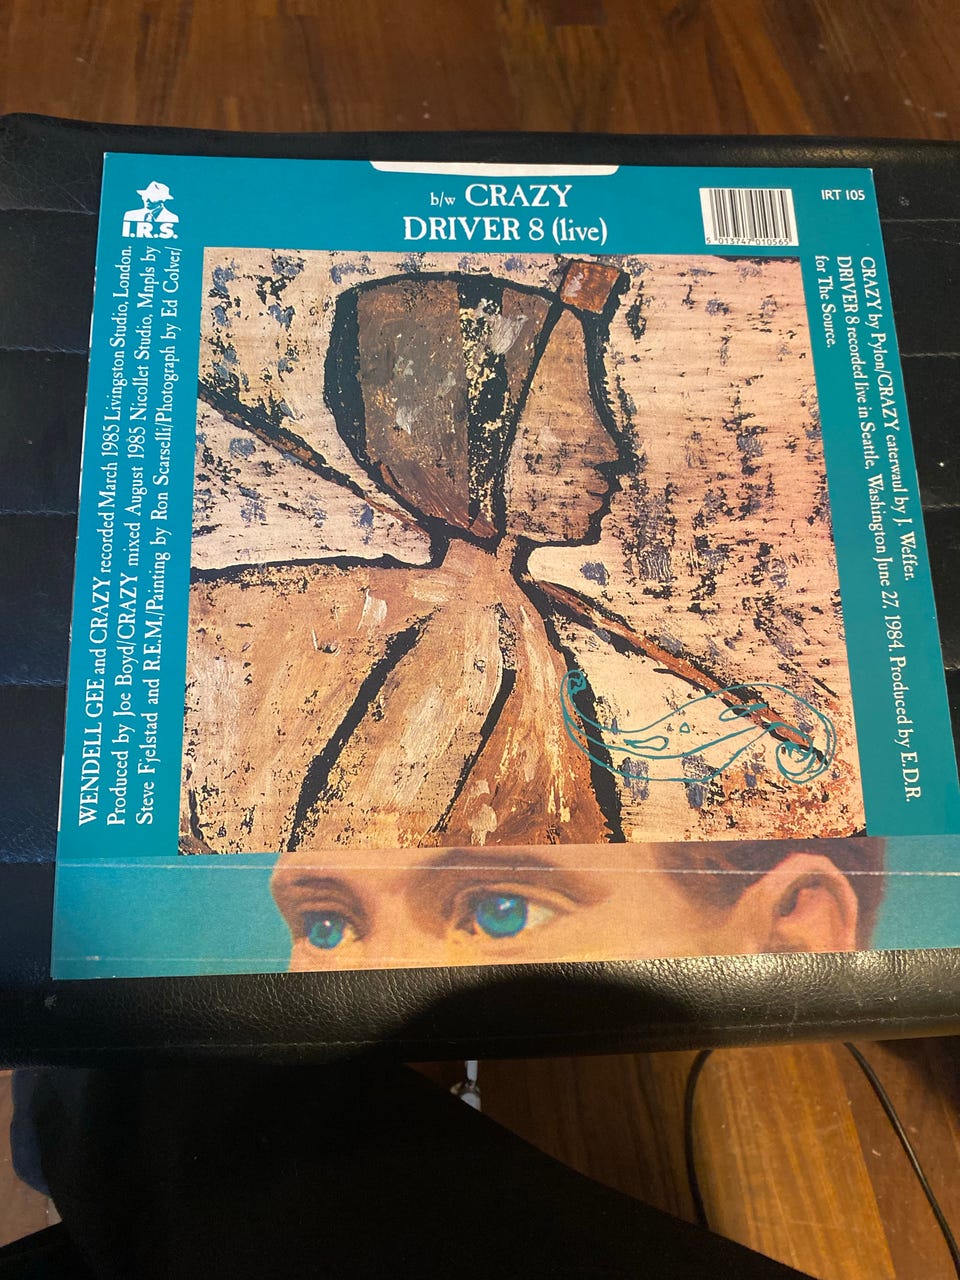 b/w CRAZY
DRIVER 8 (live)
IRT 105
5 013747 010565
I.R.S.
WENDELL GEE and CRAZY recorded March 1985 Livingston Studio, London.
Produced by Joe Boyd/CRAZY mixed August 1985 Nicollet Studio, Mnpls by
Steve Fjelstad and R.E.M./Painting by Ron Scarselli/Photograph by Ed Colver/
CRAZY by Pylon/CRAZY caterwaul by J. Weffer.
DRIVER 8 recorded live in Seattle, Washington June 27, 1984. Produced by E.D.R.
for The Source.